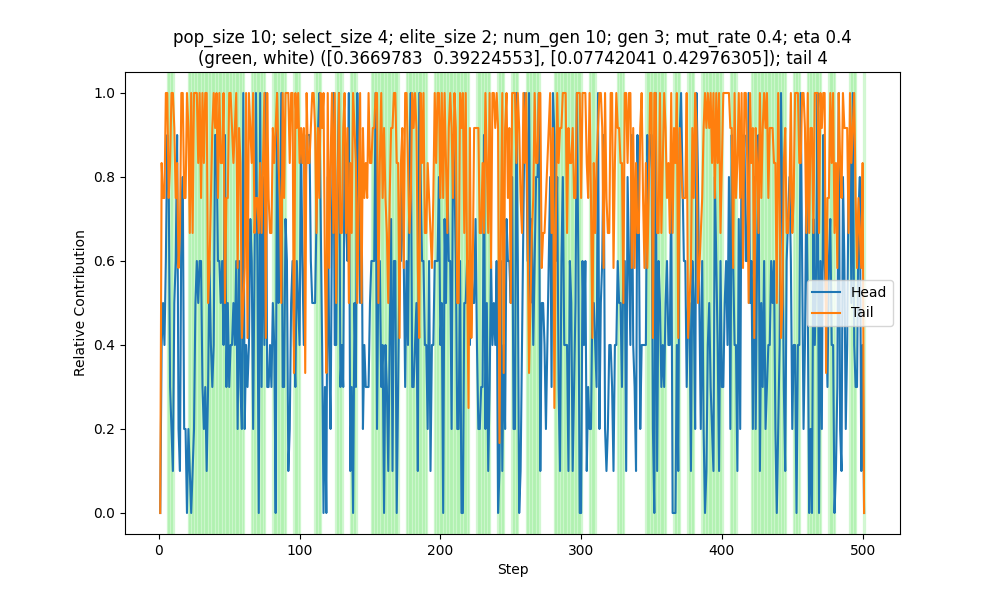 pop_size 10; select_size 4; elite_size 2; num_gen 10; gen 3; mut_rate 0.4; eta 0.4
(green, white) ([0.3669783  0.39224553], [0.07742041 0.42976305]); tail 4
1.0
0.8
0.6
0.4
0.2
0.0
Relative Contribution
Head
Tail
0
100
200
300
400
500
Step